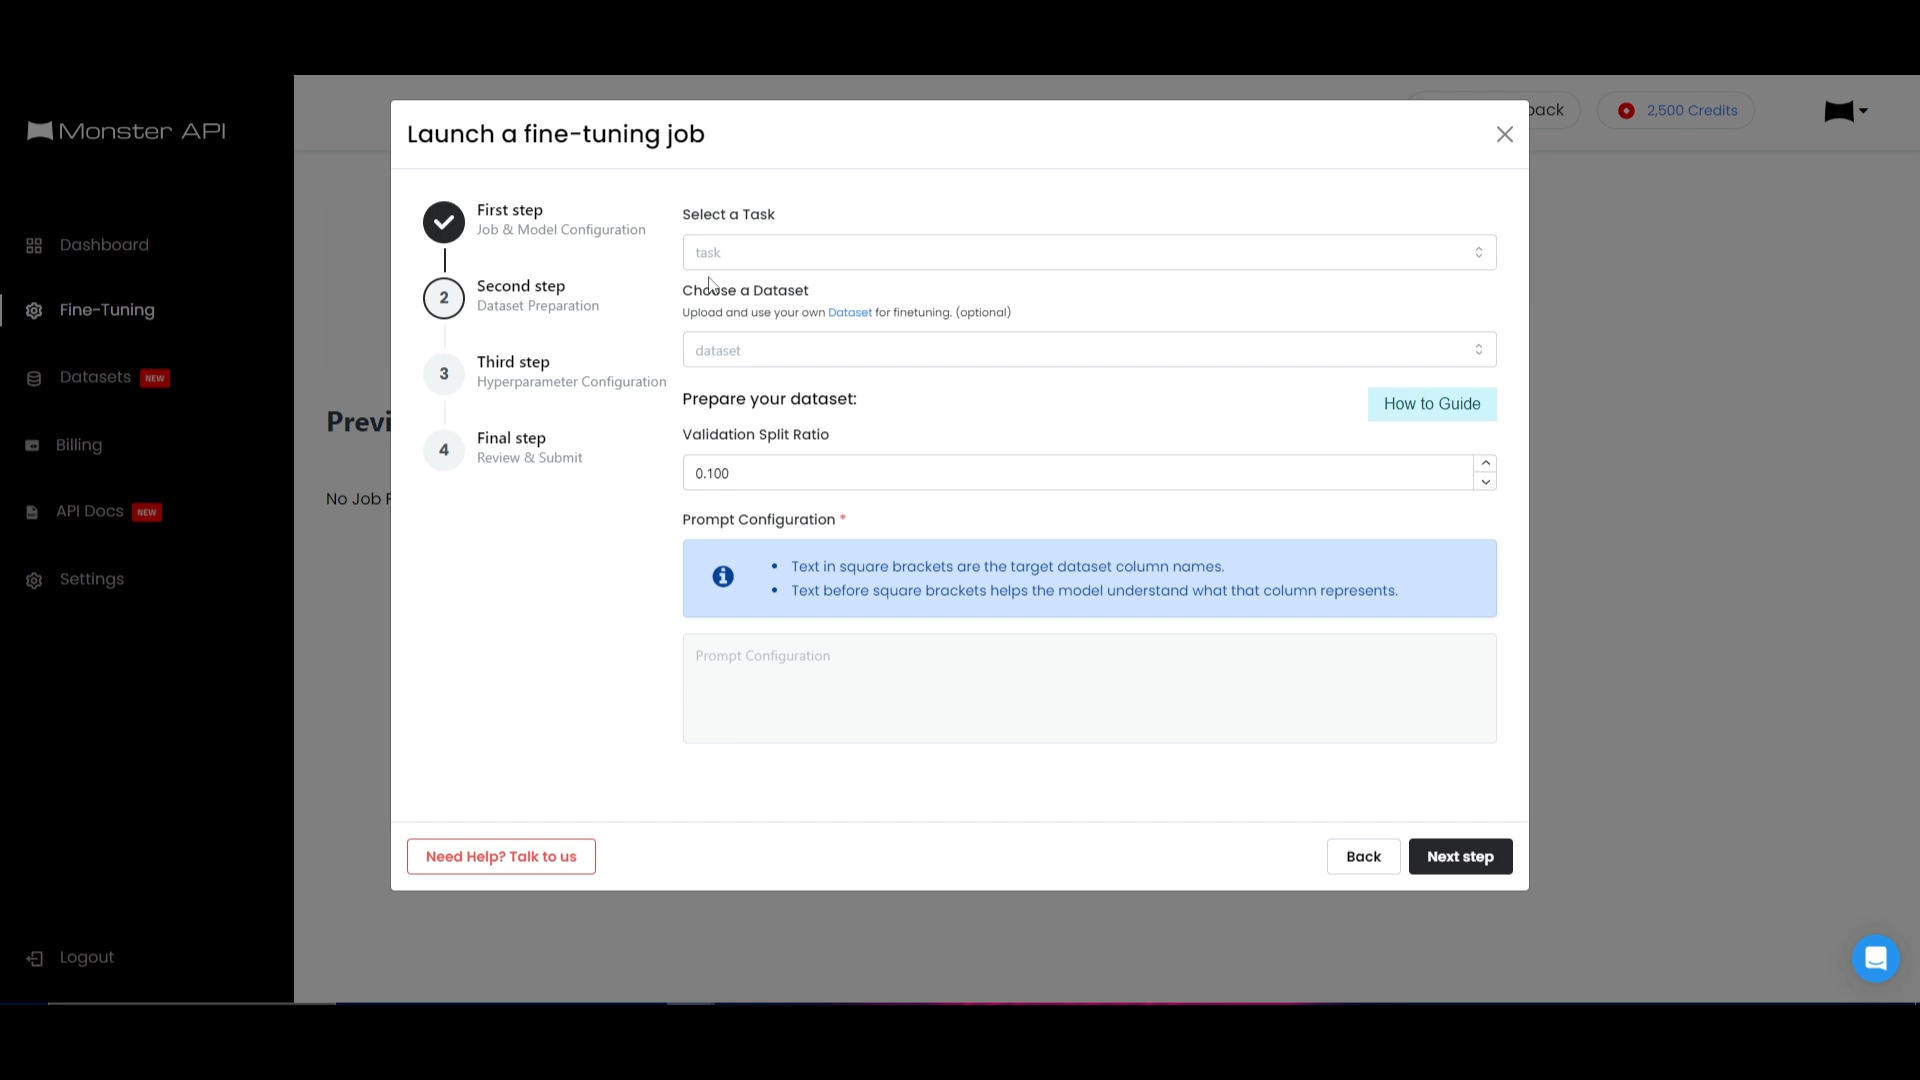 Monster API
Dashboard
Fine-Tuning
Datasets NEW
Billing
API Docs NEW
Settings
Logout
back
2,500 Credits
Previ
No Job
Launch a fine-tuning job
First step
Job & Model Configuration
2
Second step
Dataset Preparation
3
Third step
Hyperparameter Configuration
4
Final step
Review & Submit
Select a Task
task
Choose a Dataset
Upload and use your own Dataset for finetuning. (optional)
dataset
Prepare your dataset:
How to Guide
Validation Split Ratio
0.100
Prompt Configuration *
• Text in square brackets are the target dataset column names.
• Text before square brackets helps the model understand what that column represents.
Prompt Configuration
Need Help? Talk to us
Back
Next step